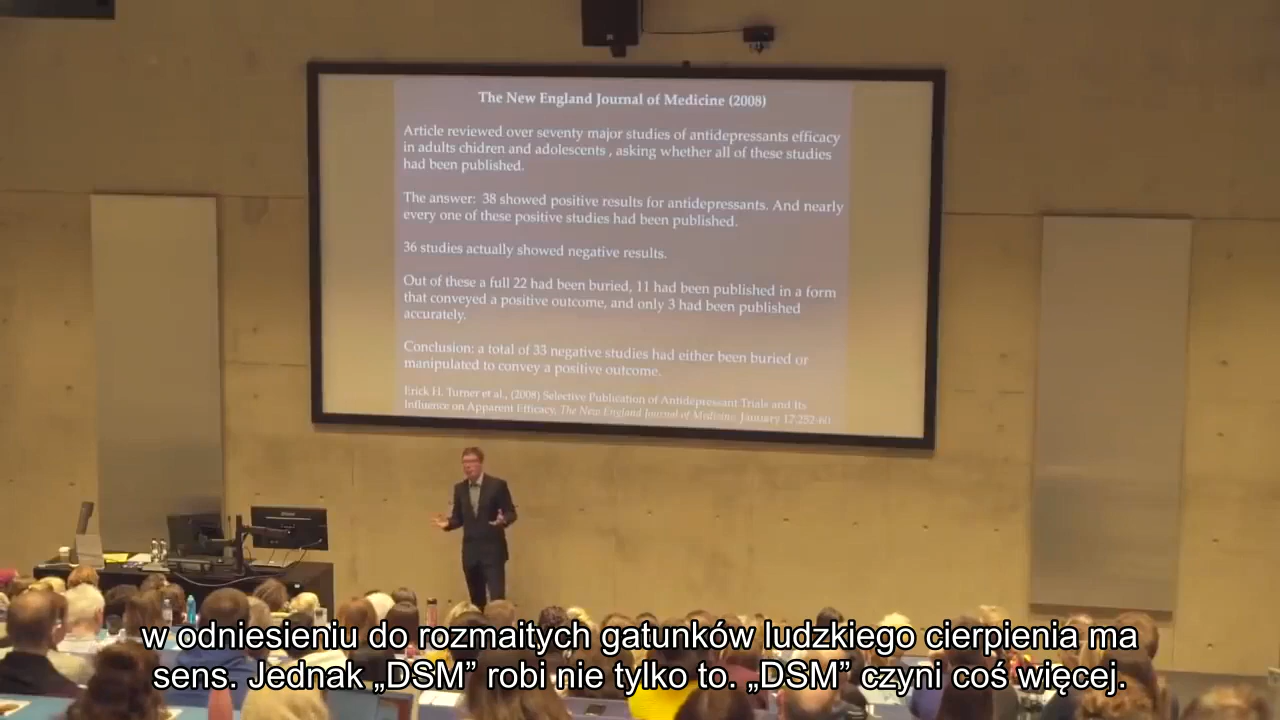 The New England Journal of Medicine (2008)
Article reviewed over seventy major studies of antidepressants efficacy
in adults chidren and adolescents , asking whether all of these studies
had been published.
The answer: 38 showed positive results for antidepressants. And nearly
every one of these positive studies had been published.
36 studies actually showed negative results.
Out of these a full 22 had been buried, 11 had been published in a form
that conveyed a positive outcome, and only 3 had been published
accurately.
Conclusion: a total of 33 negative studies had either been buried or
manipulated to convey a positive outcome.
Erick H. Turner et al., (2008) Selective Publication of Antidepressant Trials and Its
Influence on Apparent Efficacy, The New England Journal of Medicine, January 17,252-60
w odniesieniu do rozmaitych gatunków ludzkiego cierpienia ma
sens. Jednak „DSM” robi nie tylko to. „DSM” czyni coś więcej.